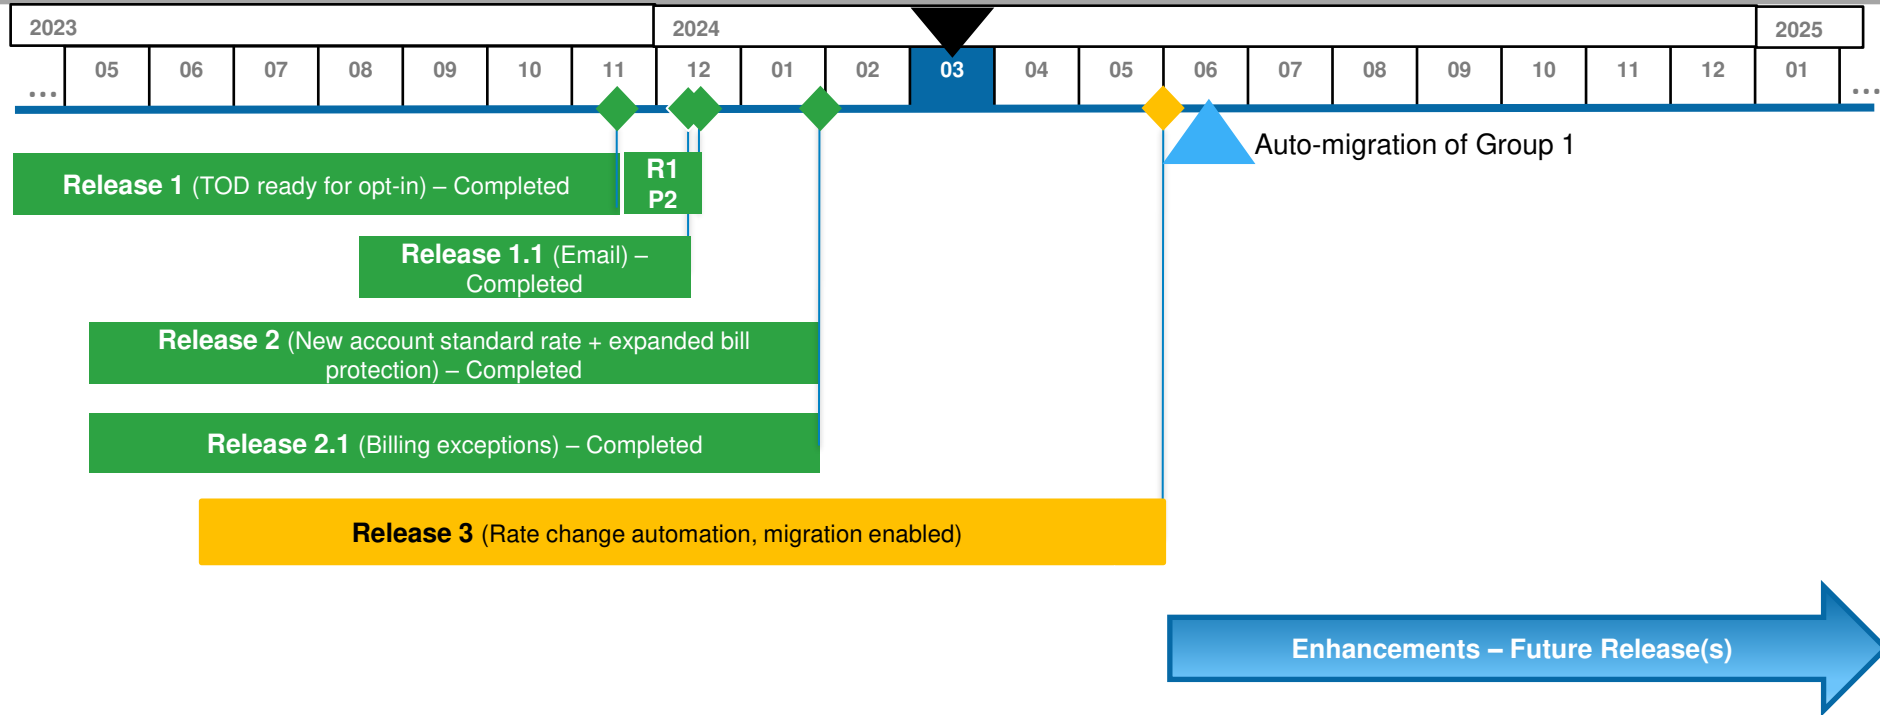 2023 2024 2025
... 05 06 07 08 09 10 11 12 01 02 03 04 05 06 07 08 09 10 11 12 01 ...
Auto-migration of Group 1
Release 1 (TOD ready for opt-in) – Completed
R1
P2
Release 1.1 (Email) –
Completed
Release 2 (New account standard rate + expanded bill
protection) – Completed
Release 2.1 (Billing exceptions) – Completed
Release 3 (Rate change automation, migration enabled)
Enhancements – Future Release(s)